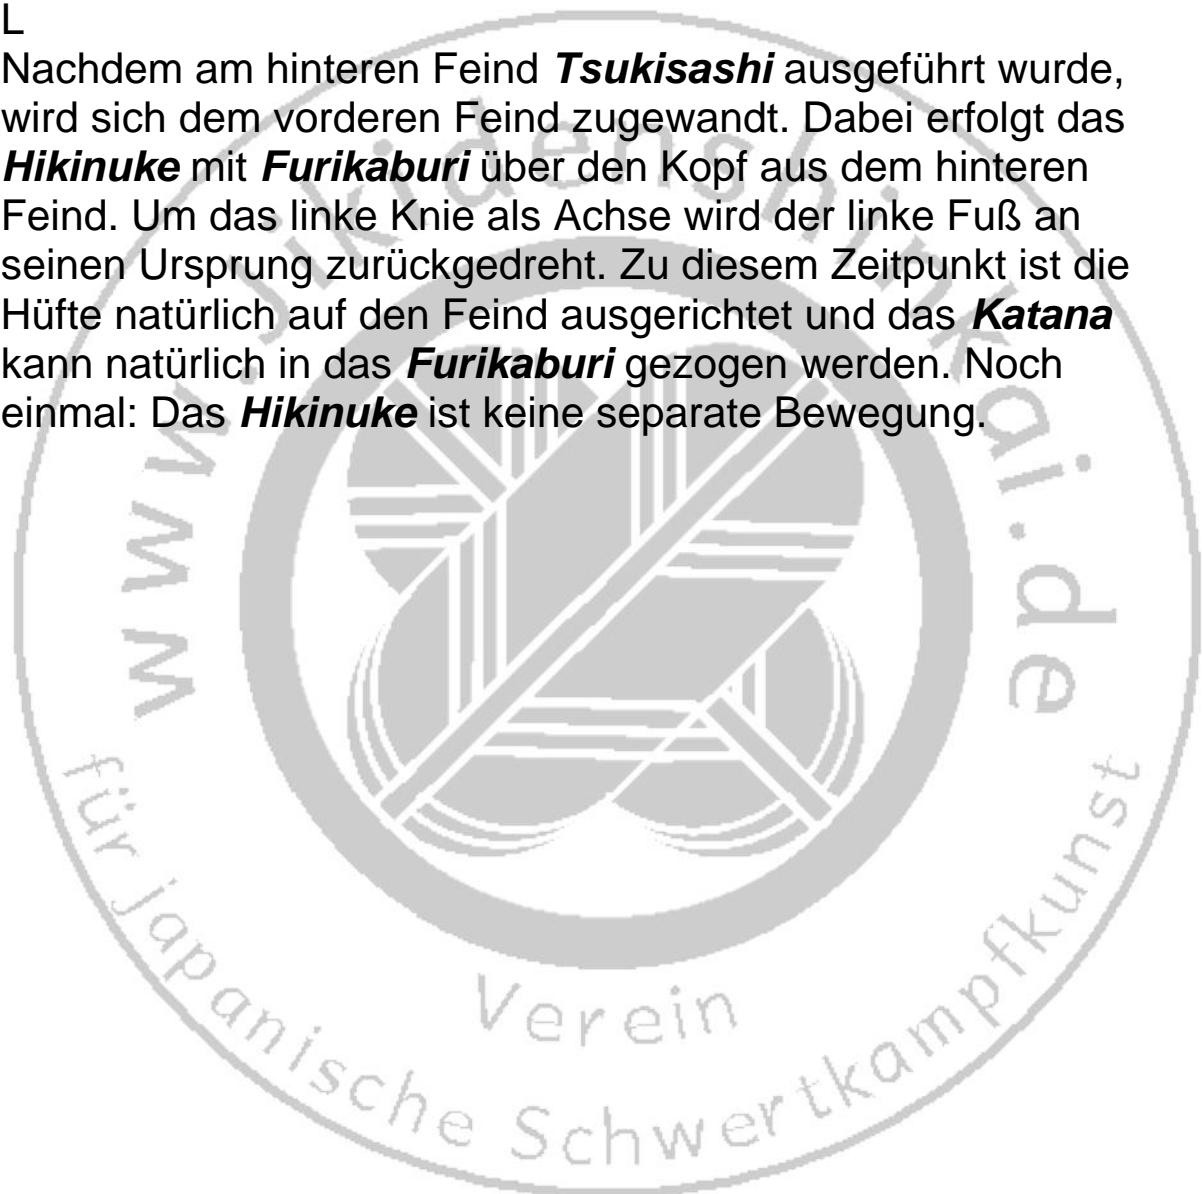 L
Nachdem am hinteren Feind Tsukisashi ausgeführt wurde,
wird sich dem vorderen Feind zugewandt. Dabei erfolgt das
Hikinuke mit Furikaburi über den Kopf aus dem hinteren
Feind. Um das linke Knie als Achse wird der linke Fuß an
seinen Ursprung zurückgedreht. Zu diesem Zeitpunkt ist die
Hüfte natürlich auf den Feind ausgerichtet und das Katana
kann natürlich in das Furikaburi gezogen werden. Noch
einmal: Das Hikinuke ist keine separate Bewegung.
www.jikidenshinkai.de
Verein
für japanische Schwertkampfkunst